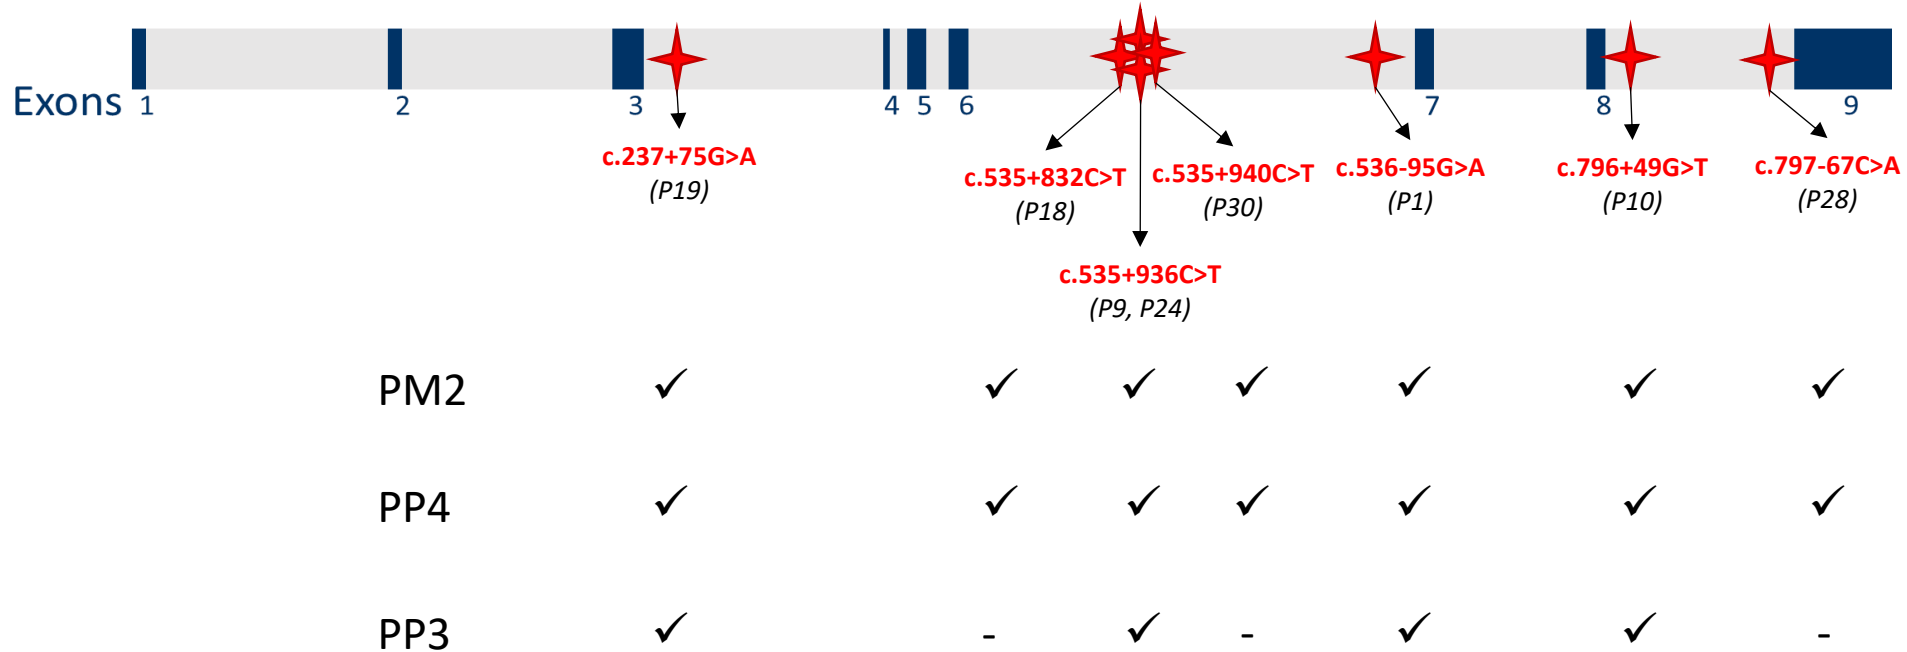 Exons 1 2 3 4 5 6 7 8 9
c.237+75G>A
(P19)
c.535+832C>T
(P18)
c.535+940C>T
(P30)
c.536-95G>A
(P1)
c.796+49G>T
(P10)
c.797-67C>A
(P28)
c.535+936C>T
(P9, P24)
PM2 ✓ ✓ ✓ ✓ ✓ ✓ ✓
PP4 ✓ ✓ ✓ ✓ ✓ ✓ ✓
PP3 ✓ - ✓ - ✓ ✓ -